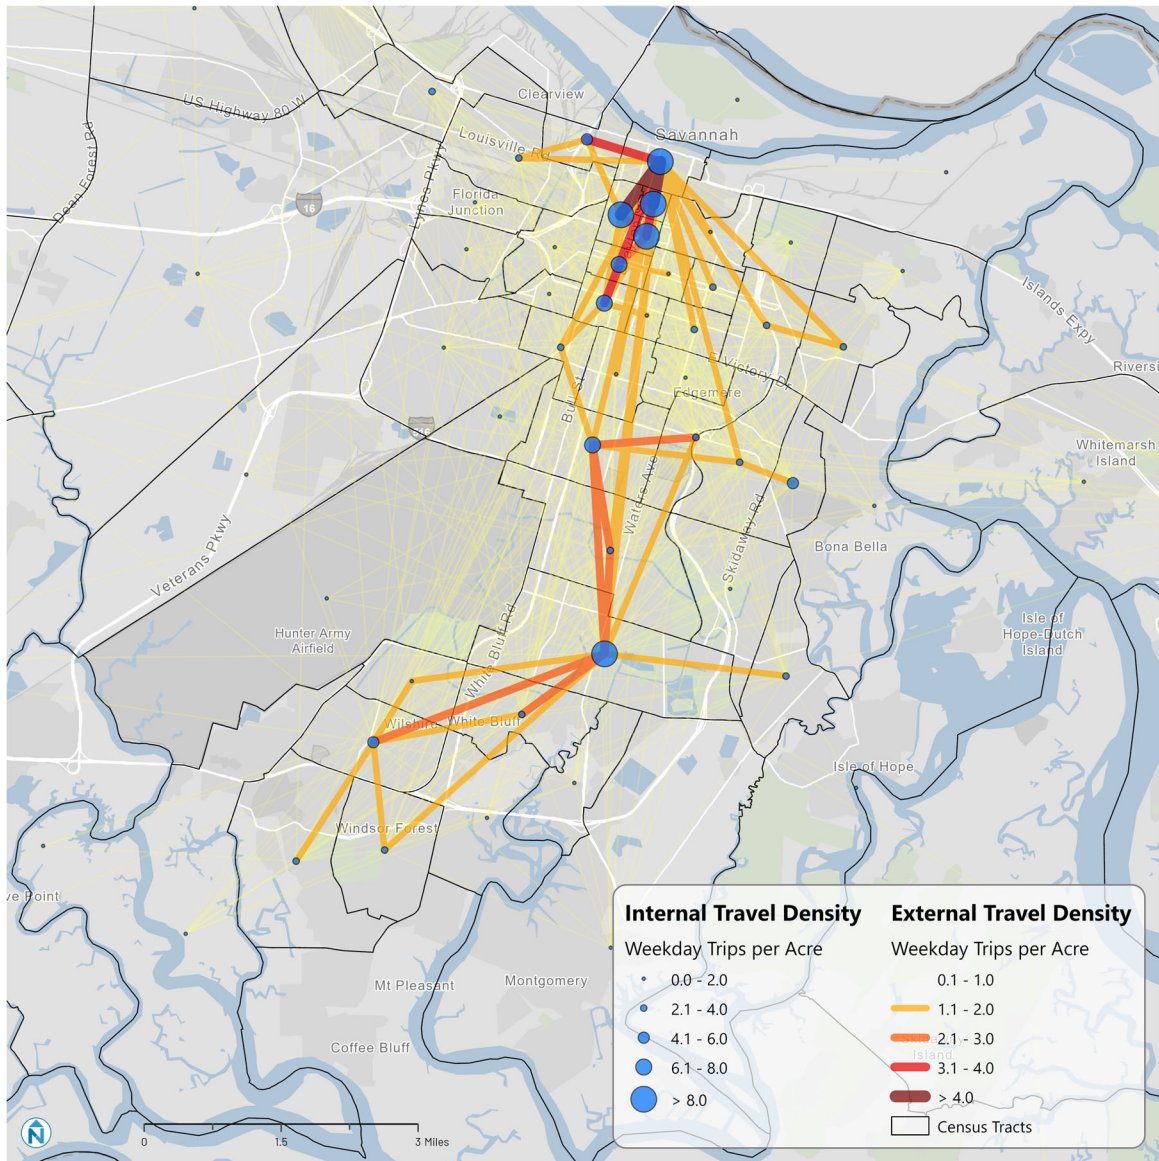 Clearview
US Highway 80 W
Savannah
Louisville Rd
Dean Forest Rd
Lynes Pkwy
Florida
Junction
16
Islands Expy
Riversi
E Victory Dr
Edgemere
Bull St
Whitemarsh
Island
Waters Ave
Skidaway Rd
Veterans Pkwy
Bona Bella
Isle of
Hope-Dutch
Island
Hunter Army
Airfield
White Bluff Rd
Wilshire
White Bluff
Isle of Hope
Windsor Forest
ve Point
Mt Pleasant
Montgomery
Coffee Bluff
Internal Travel Density
Weekday Trips per Acre
0.0 - 2.0
2.1 - 4.0
4.1 - 6.0
6.1 - 8.0
> 8.0
External Travel Density
Weekday Trips per Acre
0.1 - 1.0
1.1 - 2.0
2.1 - 3.0
Island
3.1 - 4.0
> 4.0
Census Tracts
N
0 1.5 3 Miles